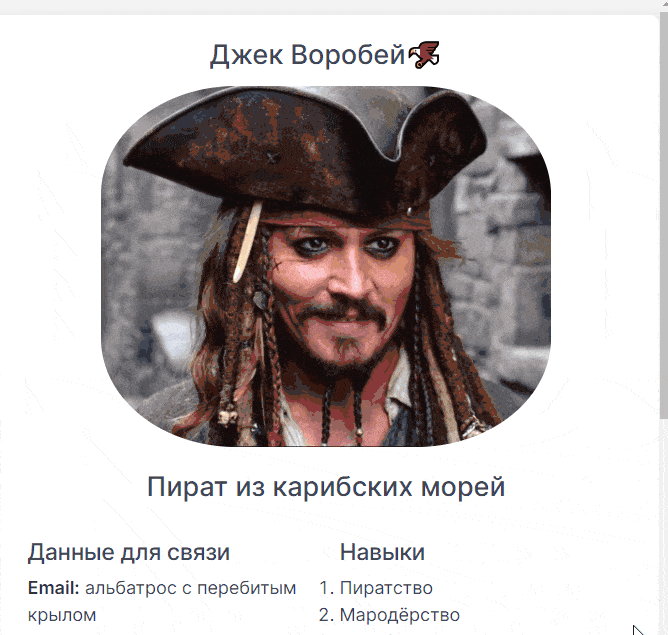 Джек Воробей
Пират из карибских морей
Данные для связи
Email: альбатрос с перебитым
крылом
Навыки
1. Пиратство
2. Мародёрство